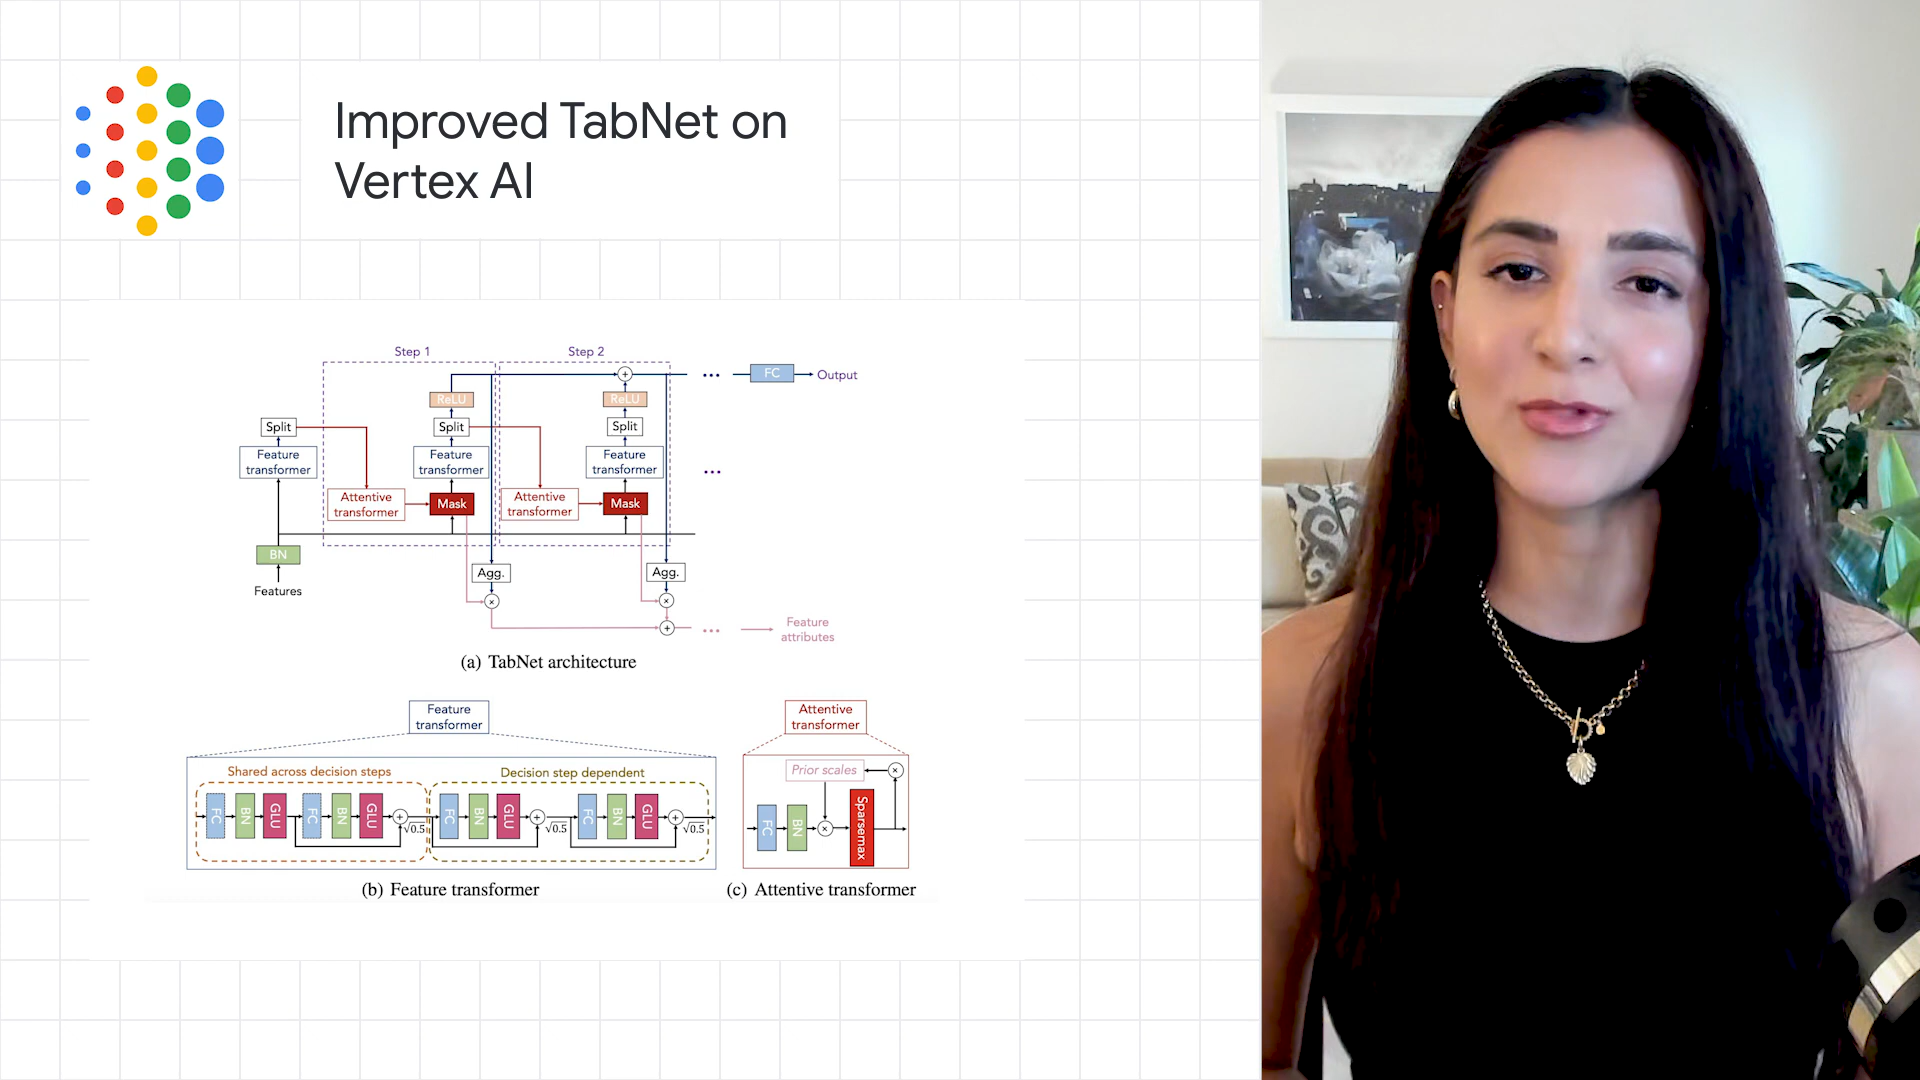 Improved TabNet on
Vertex AI
Step 1
Step 2
FC
Output
ReLU
ReLU
Split
Split
Split
Feature
transformer
Feature
transformer
Feature
transformer
Attentive
transformer
Mask
Attentive
transformer
Mask
BN
Agg.
Agg.
Features
Feature
attributes
(a) TabNet architecture
Feature
transformer
Attentive
transformer
Shared across decision steps
Decision step dependent
Prior scales
FC
BN
GLU
FC
BN
GLU
√0.5
FC
BN
GLU
√0.5
FC
BN
GLU
√0.5
FC
BN
Sparsemax
(b) Feature transformer
(c) Attentive transformer